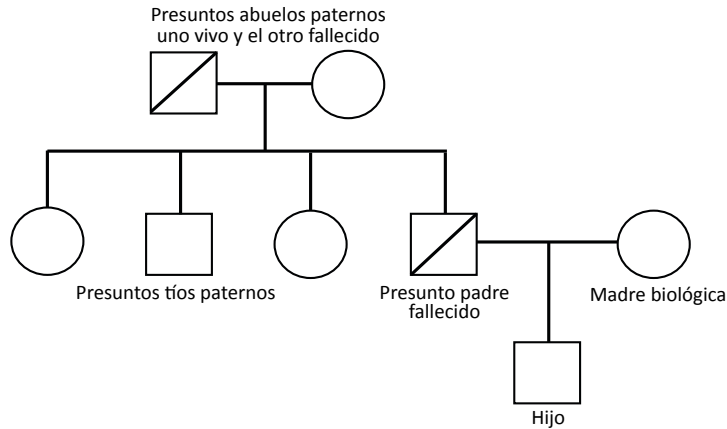 Presuntos abuelos paternos
uno vivo y el otro fallecido
Presuntos tíos paternos
Presunto padre
fallecido
Madre biológica
Hijo